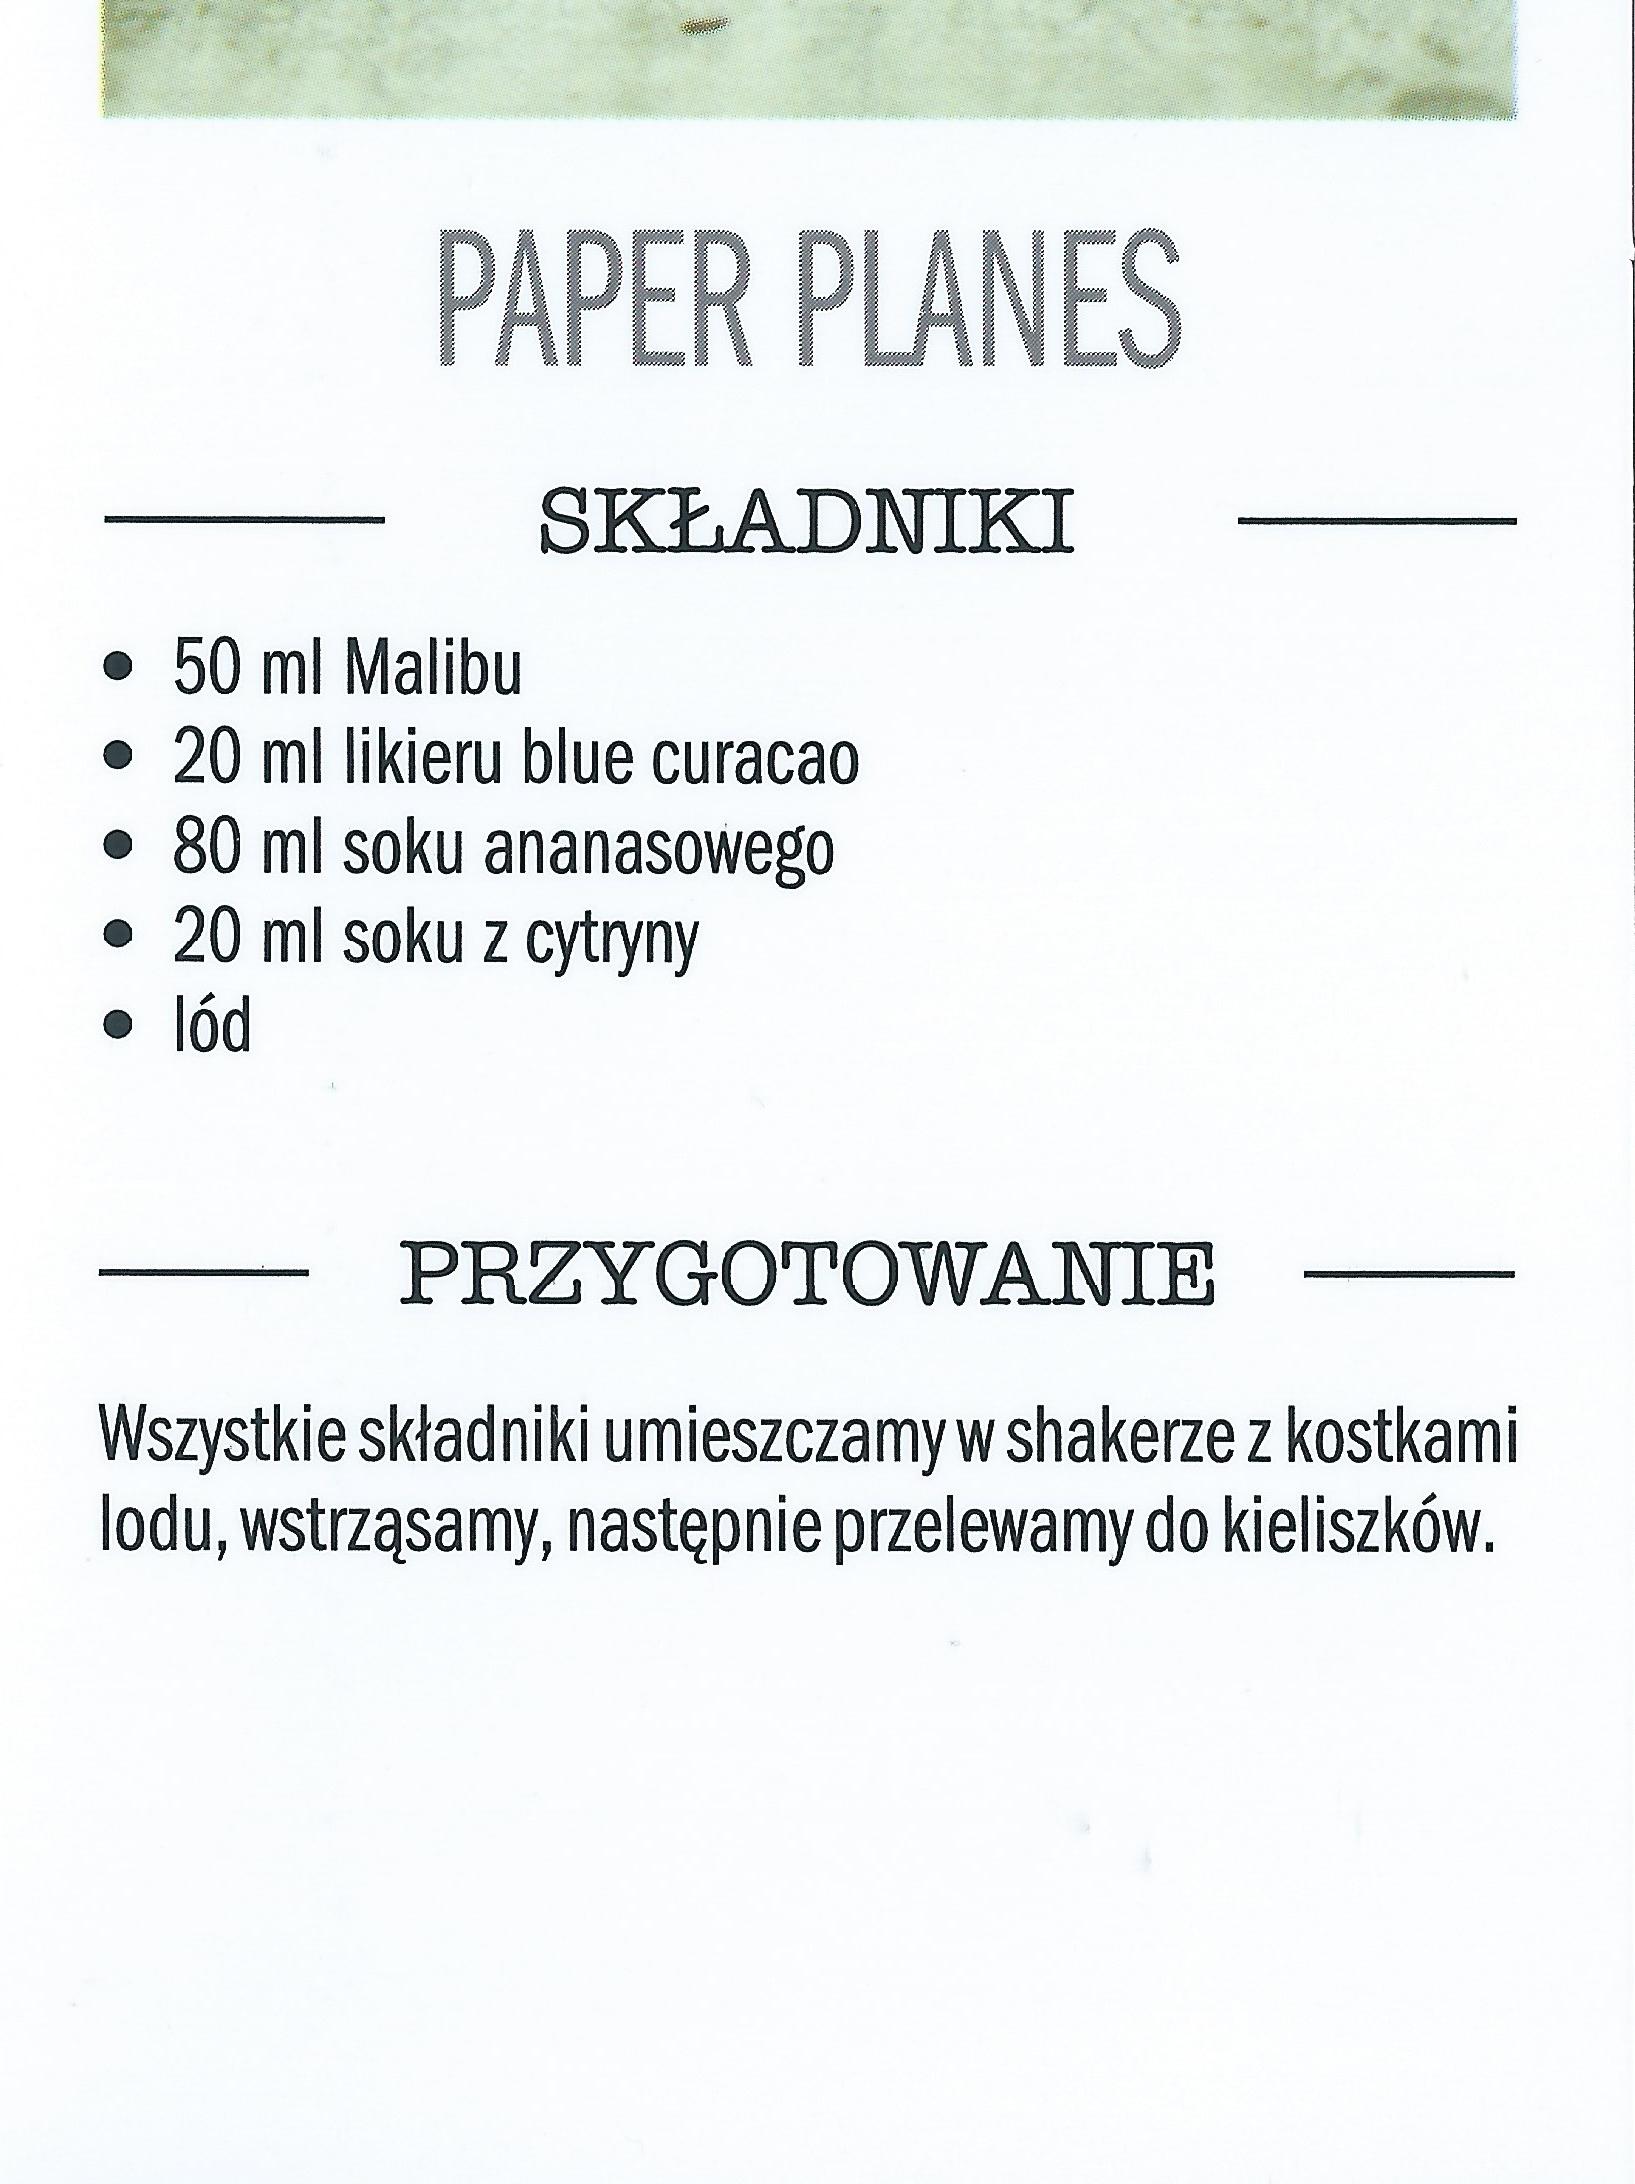 PAPER PLANES
SKŁADNIKI
• 50 ml Malibu
• 20 ml likieru blue curacao
• 80 ml soku ananasowego
• 20 ml soku z cytryny
• lód
PRZYGOTOWANIE
Wszystkie składniki umieszczamy w shakerze z kostkami
lodu, wstrząsamy, następnie przelewamy do kieliszków.